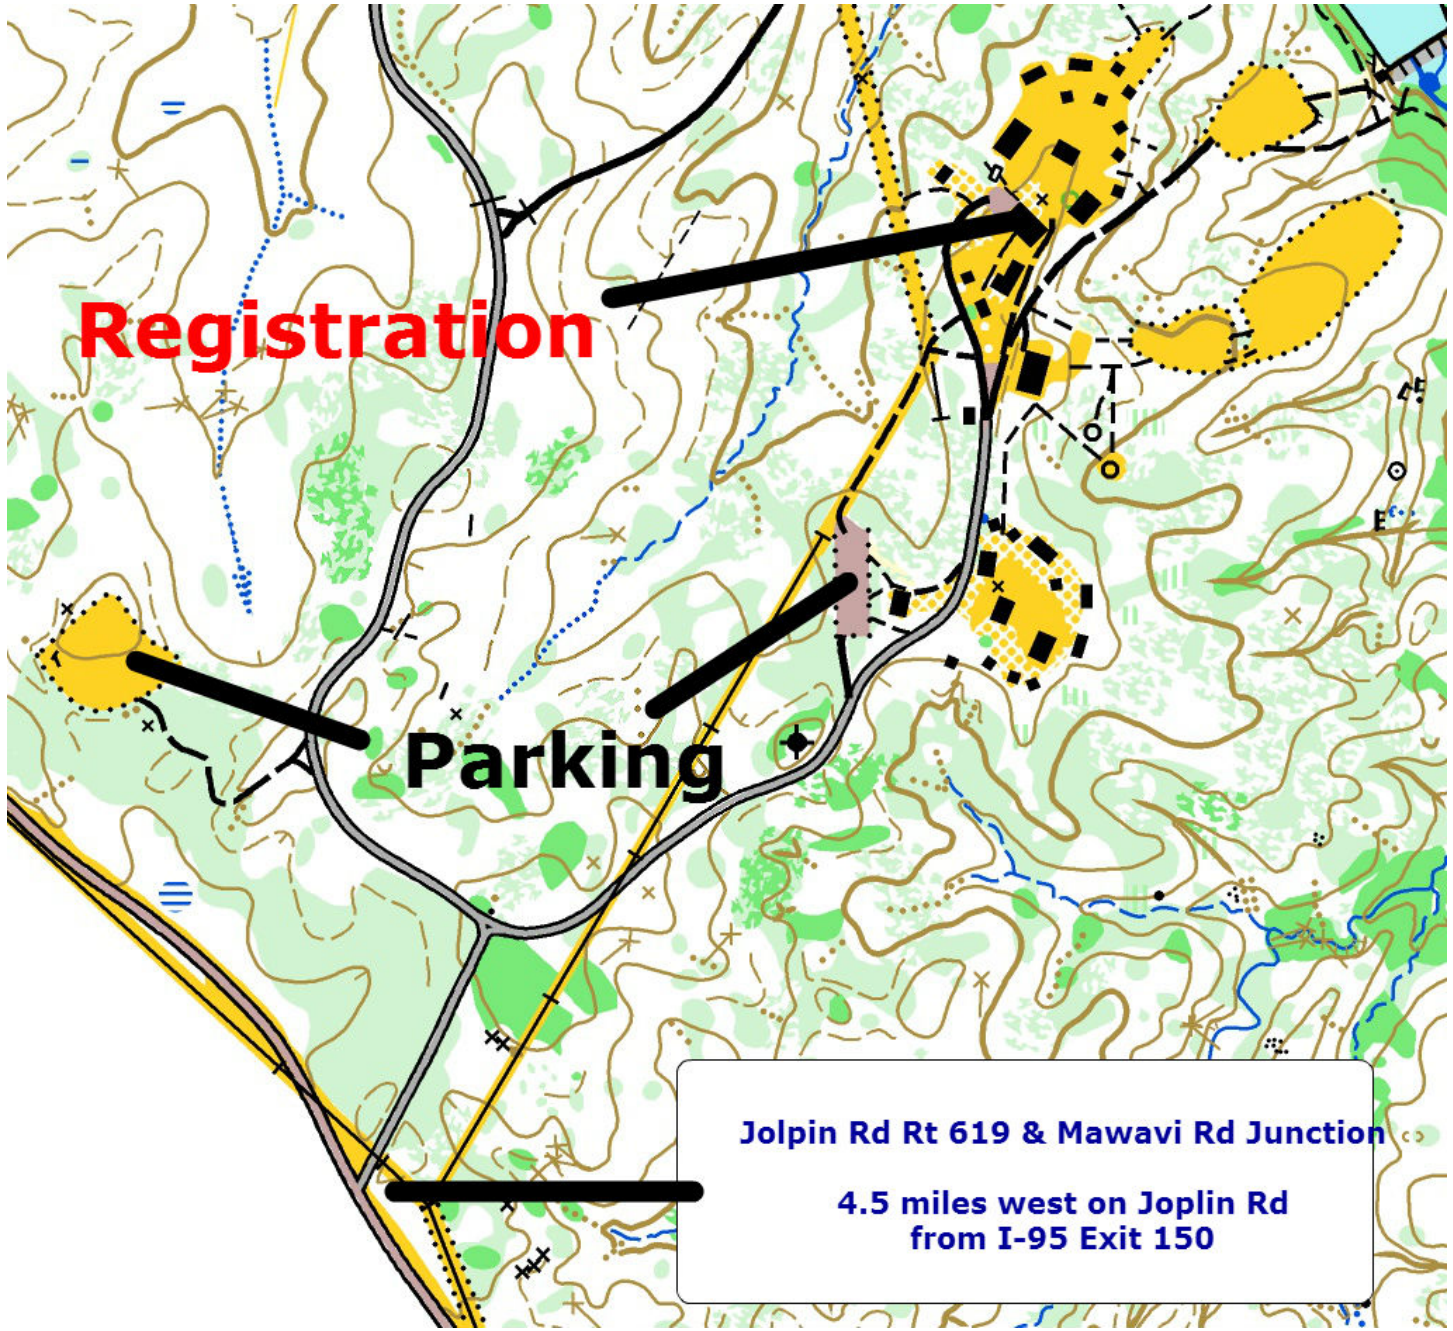 Registration
Parking
Jolpin Rd Rt 619 & Mawavi Rd Junction
4.5 miles west on Joplin Rd
from I-95 Exit 150